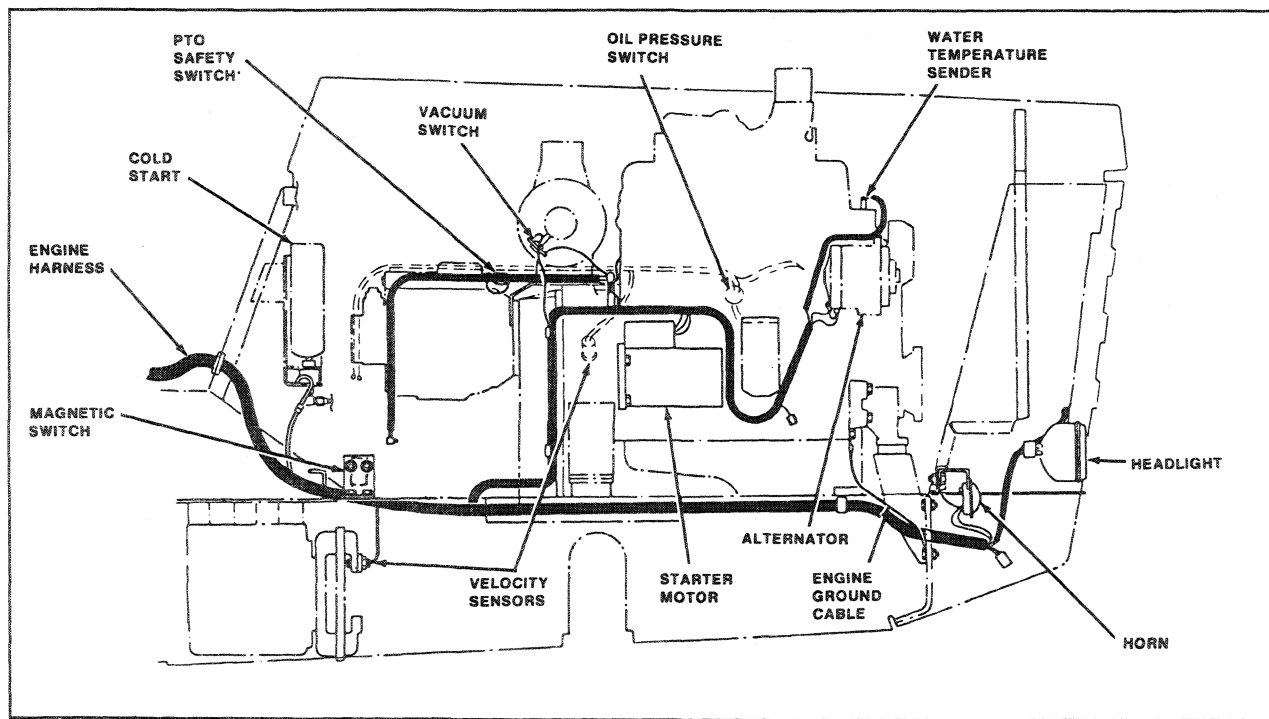 PTO
SAFETY
SWITCH
OIL PRESSURE
SWITCH
WATER
TEMPERATURE
SENDER
VACUUM
SWITCH
COLD
START
ENGINE
HARNESS
MAGNETIC
SWITCH
HEADLIGHT
ALTERNATOR
VELOCITY
SENSORS
STARTER
MOTOR
ENGINE
GROUND
CABLE
HORN